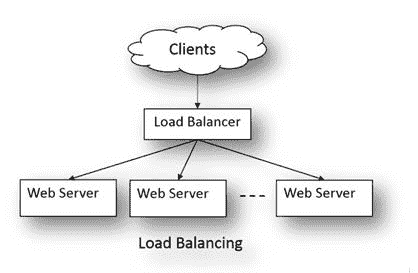 Clients
Load Balancer
Web Server
Web Server
Web Server
Load Balancing